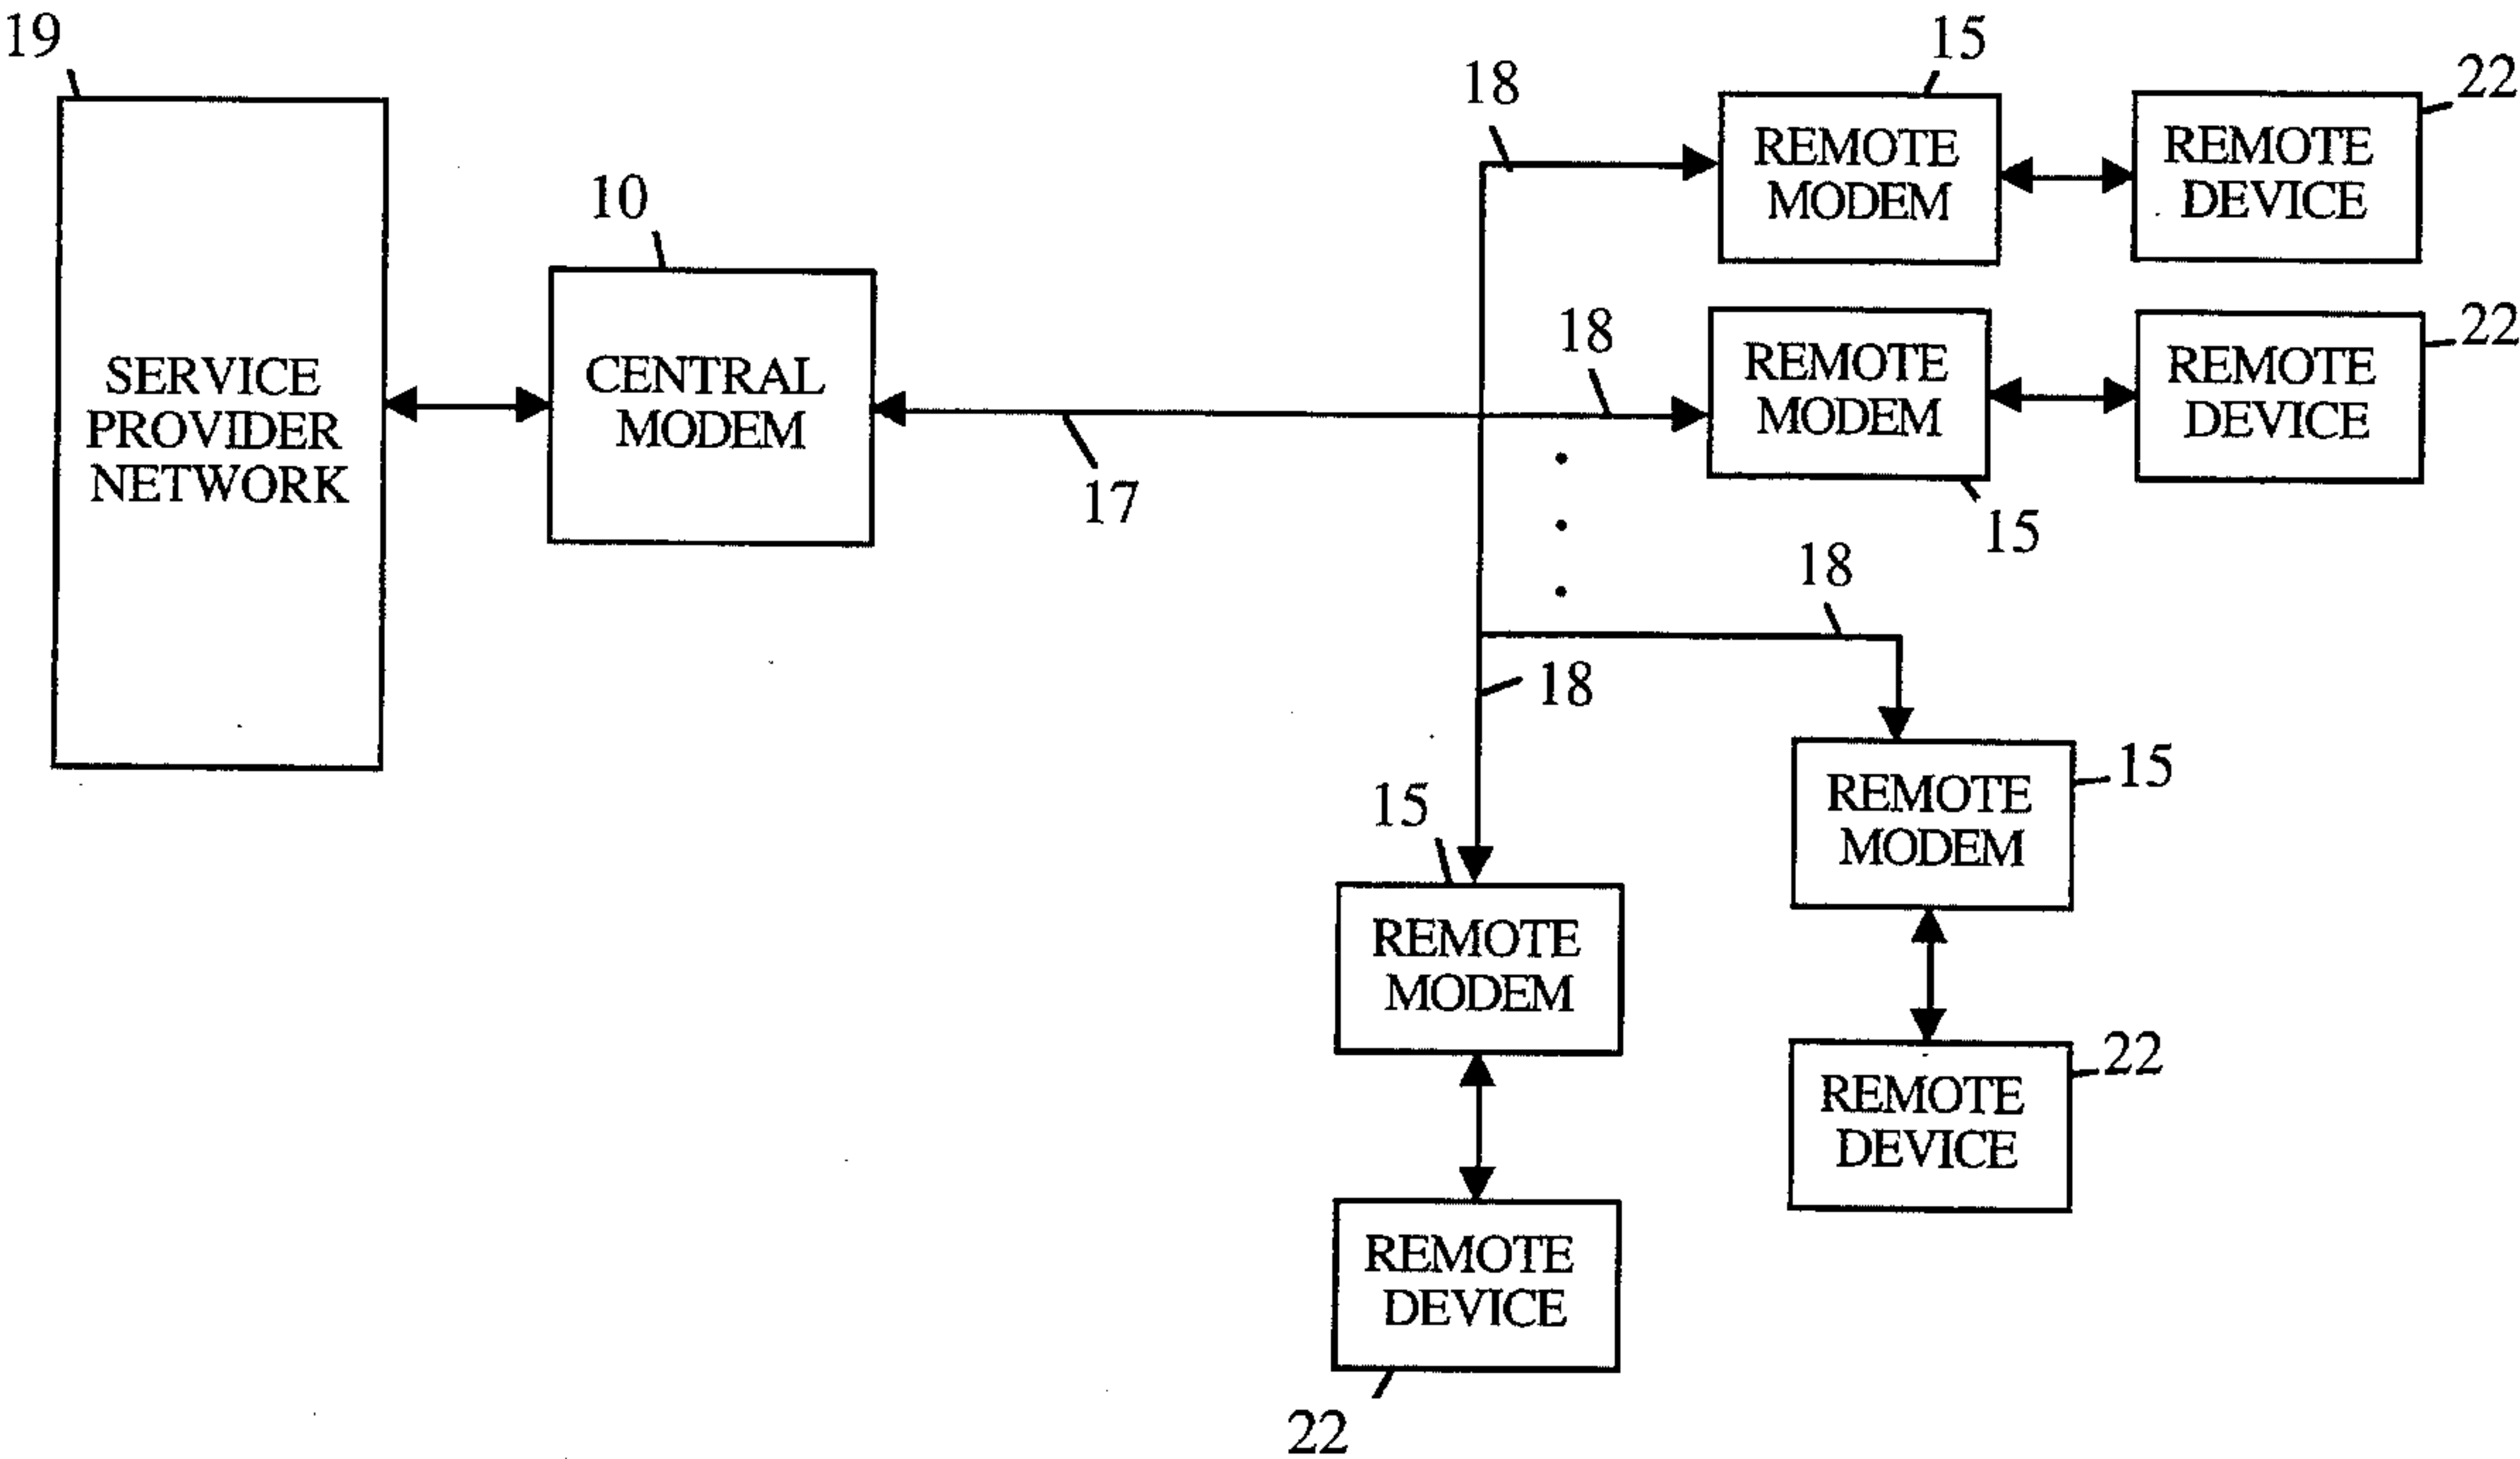 19
SERVICE
PROVIDER
NETWORK
10
CENTRAL
MODEM
17
18
15
REMOTE
MODEM
22
REMOTE
DEVICE
18
REMOTE
MODEM
15
22
REMOTE
DEVICE
18
18
15
REMOTE
MODEM
15
REMOTE
MODEM
22
REMOTE
DEVICE
REMOTE
DEVICE
22